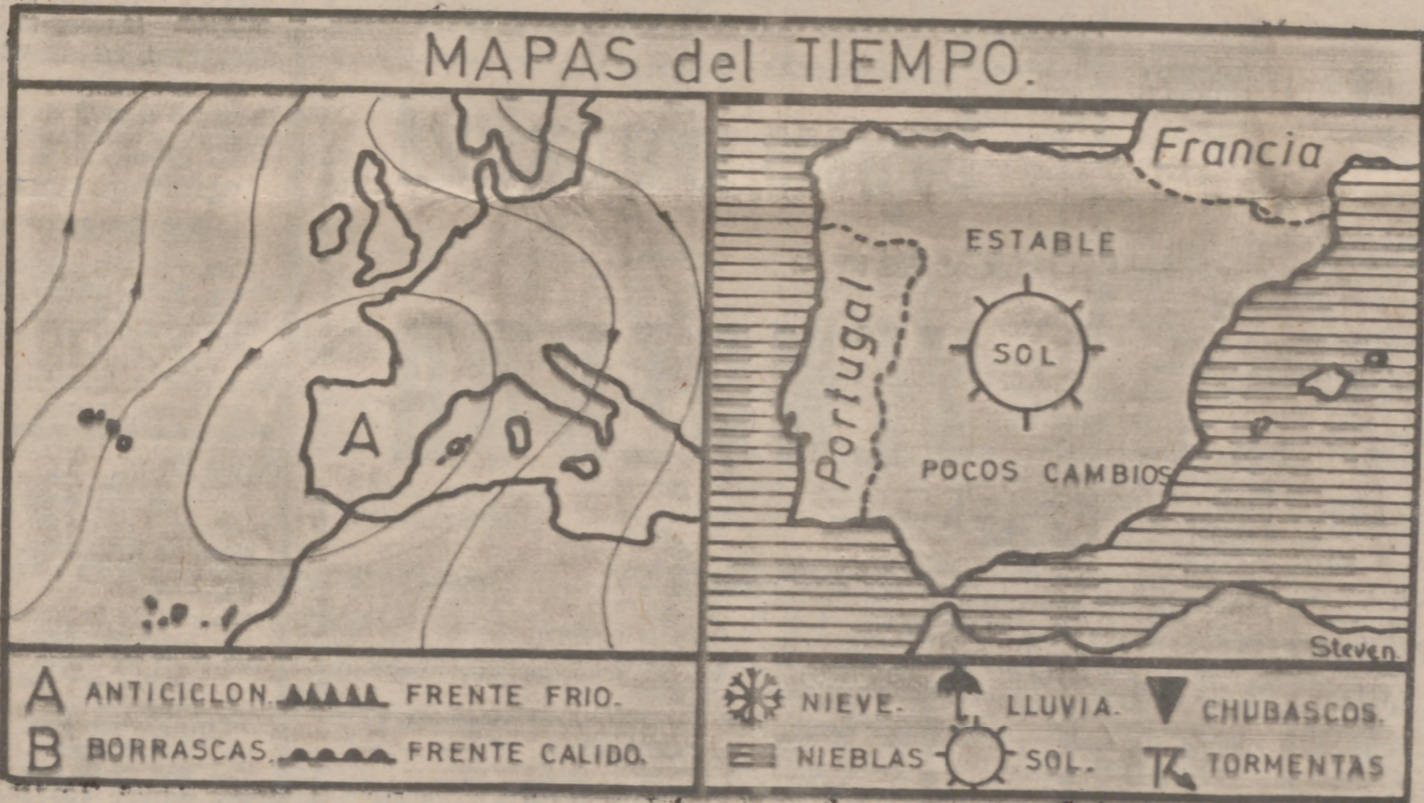 MAPAS del TIEMPO.
A
Francia
ESTABLE
SOL
Portugal
POCOS CAMBIOS
Steven.
A ANTICICLON. FRENTE FRIO.
B BORRASCAS. FRENTE CALIDO.
NIEVE. LLUVIA. CHUBASCOS.
NIEBLAS SOL. TORMENTAS